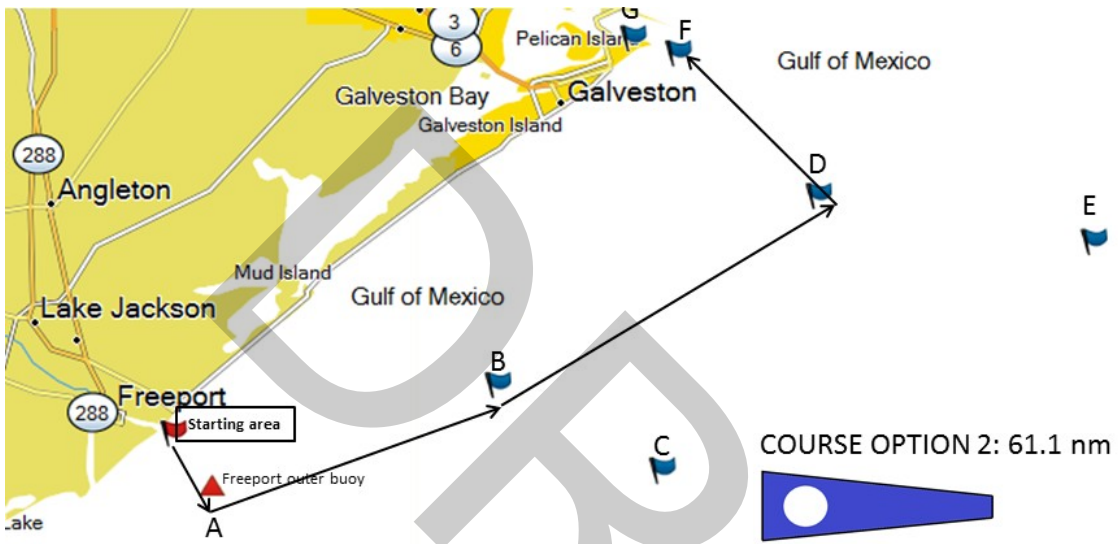 G
3
6
F
Pelican Islan
Gulf of Mexico
Galveston Bay
Galveston
Galveston Island
288
Angleton
D
E
Mud Island
Gulf of Mexico
Lake Jackson
B
Freeport
288
Starting area
C
COURSE OPTION 2: 61.1 nm
Freeport outer buoy
Lake
A
D
R